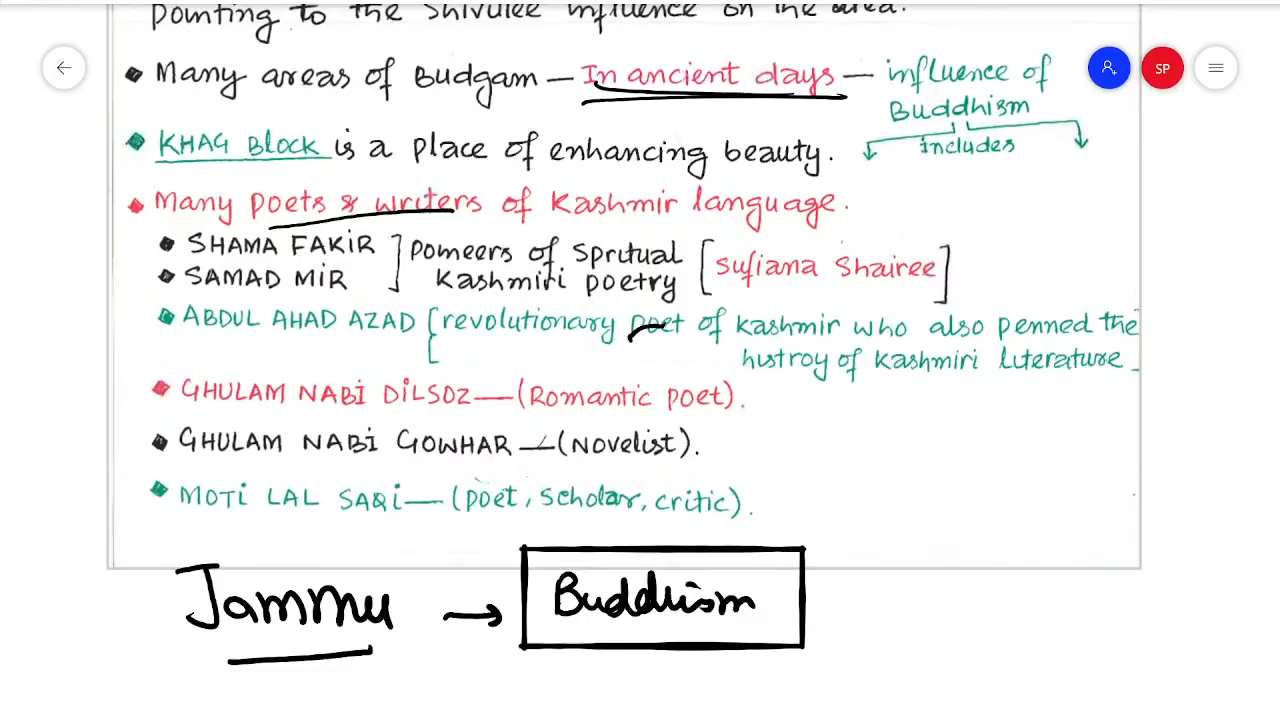 pointing to the Shivulee influence on the area.
SP
• Many areas of Budgam — In ancient days — influence of
Buddhism
includes
• KHAG BLOCK is a place of enhancing beauty.
• Many poets & writers of Kashmir language.
• SHAMA FAKIR
• SAMAD MIR
] pomeers of Spritual
Kashmiri poetry [sufiana shairee]
• ABDUL AHAD AZAD [revolutionary poet of kashmir who also penned the
histroy of Kashmiri literature
• GHULAM NABI DILSOZ — (Romantic poet).
• GHULAM NABI GOWHAR — (Novelist).
• MOTI LAL SAQI — (poet, scholar, critic).
Jammu → Buddhism